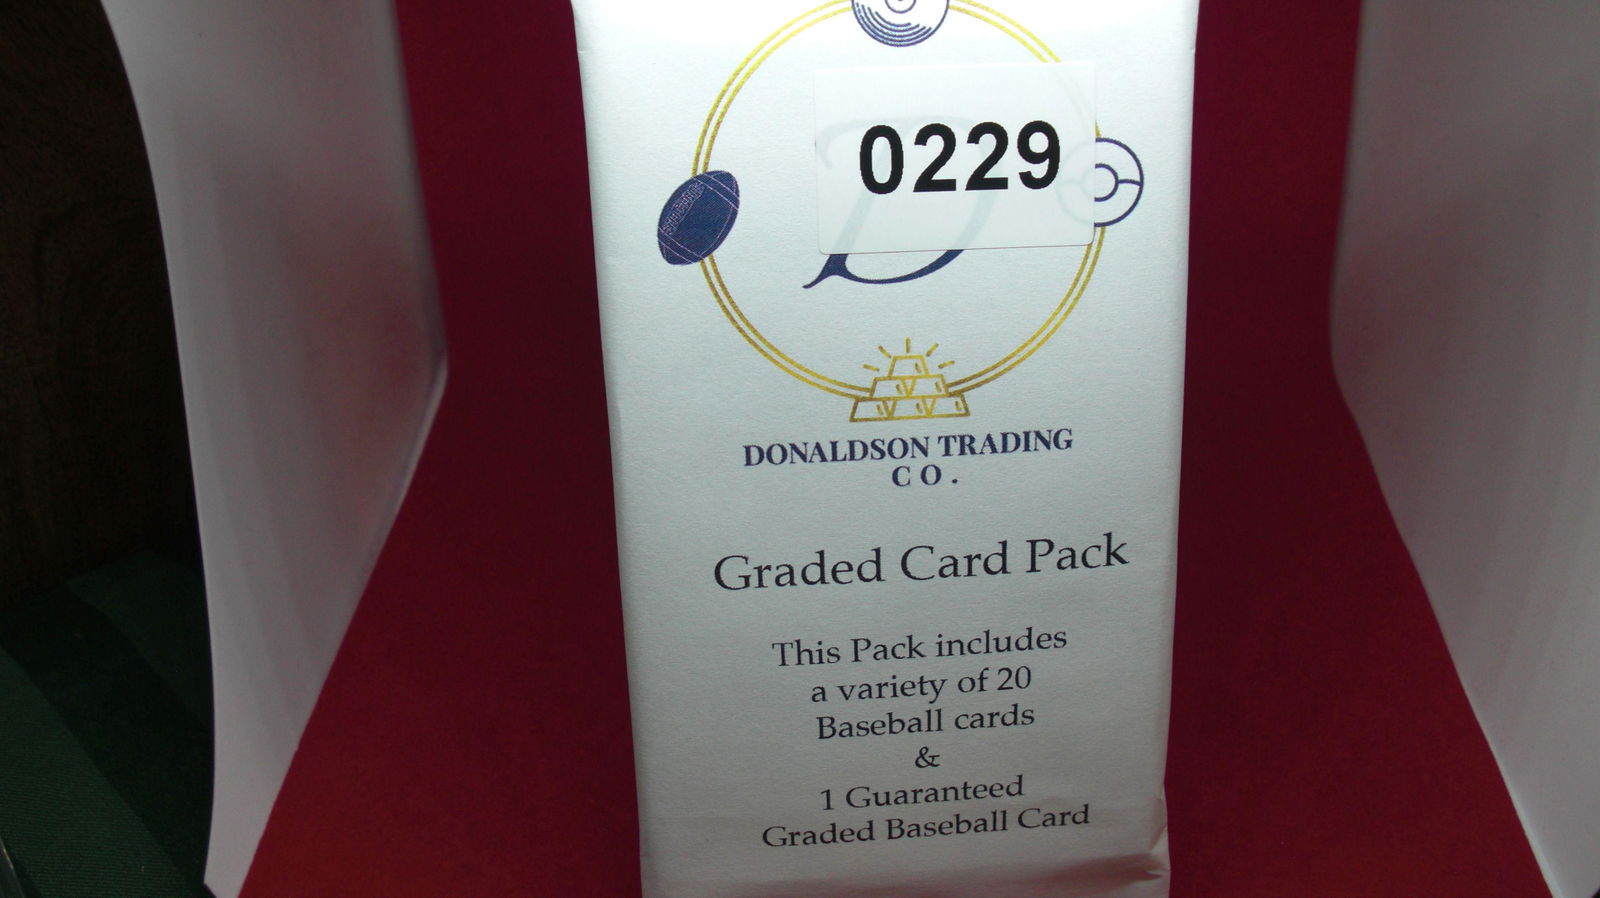 0229
D
DONALDSON TRADING
CO.
Graded Card Pack
This Pack includes
a variety of 20
Baseball cards
&
1 Guaranteed
Graded Baseball Card